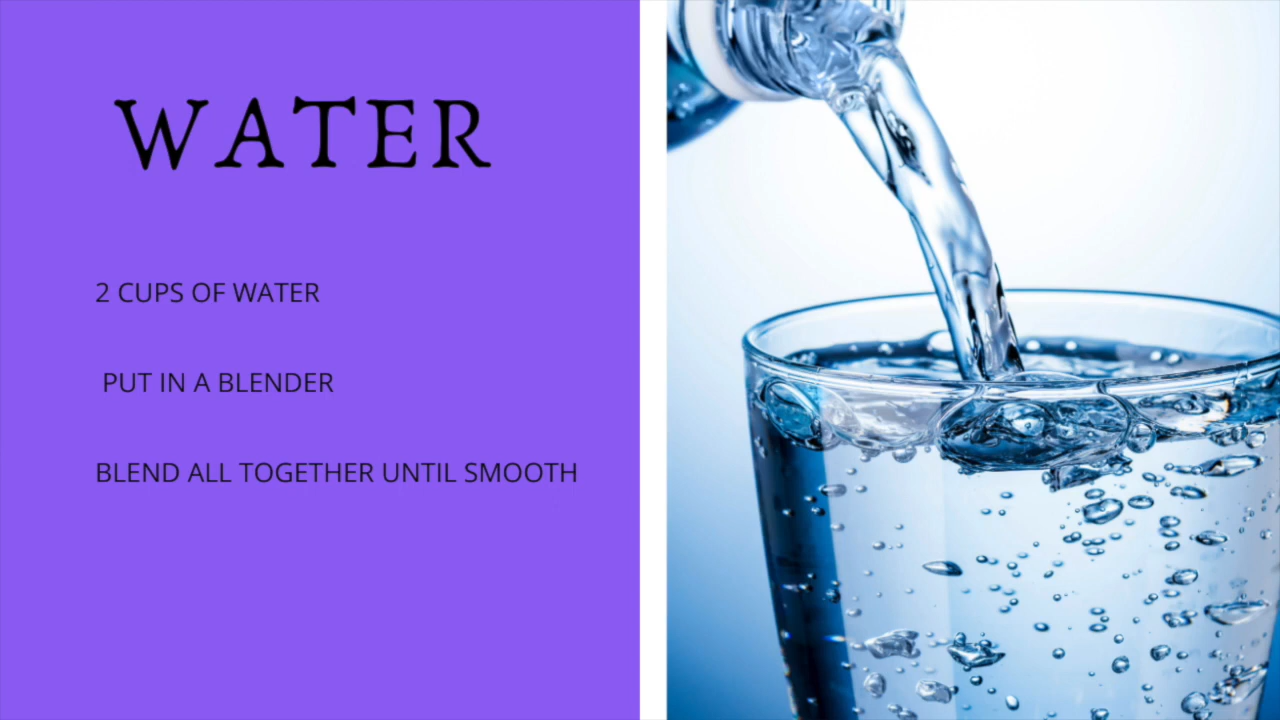 WATER
2 CUPS OF WATER
PUT IN A BLENDER
BLEND ALL TOGETHER UNTIL SMOOTH